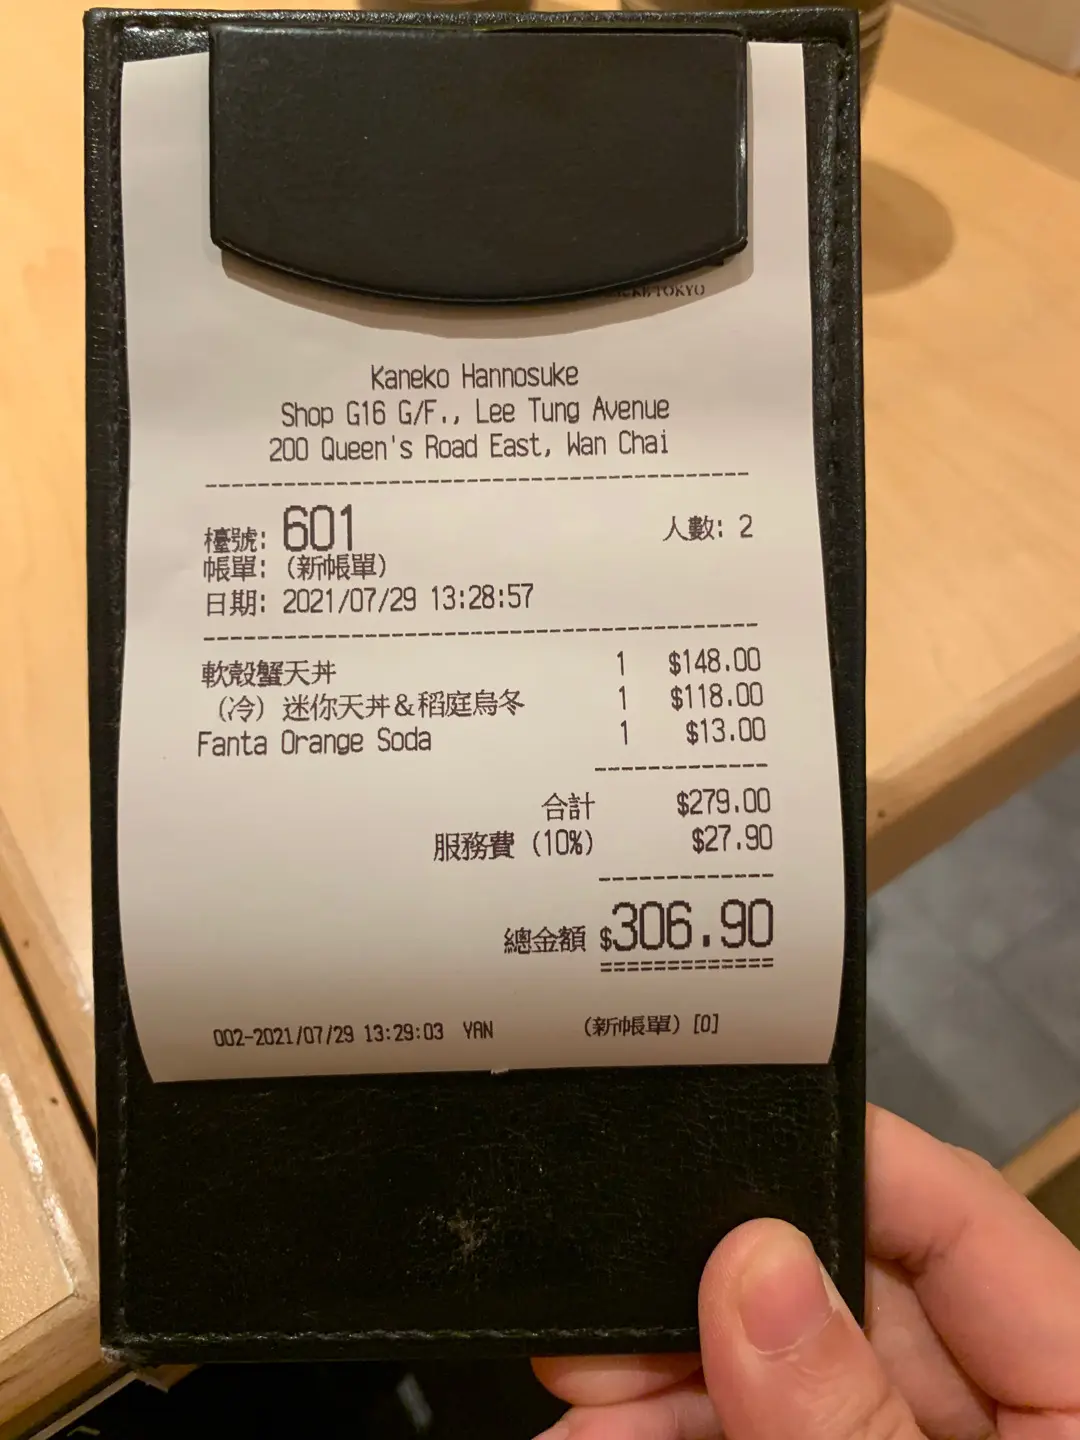 TOKYO
Kaneko Hannosuke
Shop G16 G/F., Lee Tung Avenue
200 Queen's Road East, Wan Chai
檯號: 601 人數: 2
帳單: (新帳單)
日期: 2021/07/29 13:28:57
軟殼蟹天丼 1 $148.00
(冷) 迷你天丼&稻庭烏冬 1 $118.00
Fanta Orange Soda 1 $13.00
合計 $279.00
服務費 (10%) $27.90
總金額 $306.90
002-2021/07/29 13:29:03 YAN (新帳單) [0]